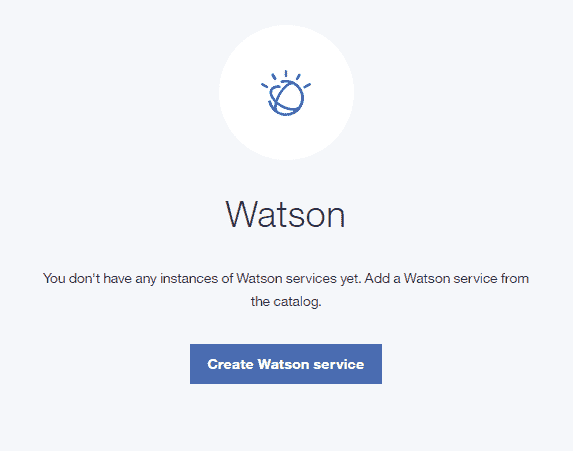 Watson
You don't have any instances of Watson services yet. Add a Watson service from
the catalog.
Create Watson service